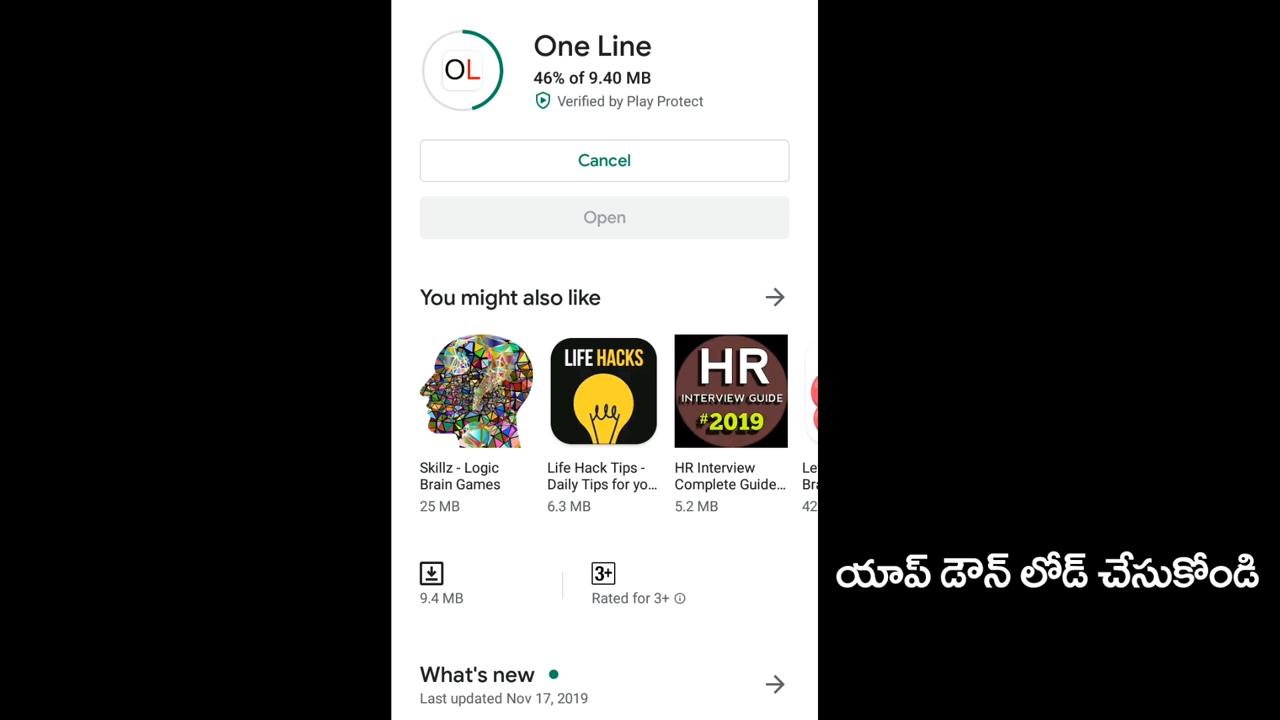 OL
One Line
46% of 9.40 MB
Verified by Play Protect
Cancel
Open
You might also like
LIFE HACKS
HR
INTERVIEW GUIDE
#2019
Skillz - Logic
Brain Games
25 MB
Life Hack Tips -
Daily Tips for yo...
6.3 MB
HR Interview
Complete Guide...
5.2 MB
Le
Bra
42
9.4 MB
3+
Rated for 3+
యాప్ డౌన్ లోడ్ చేసుకోండి
What's new
Last updated Nov 17, 2019